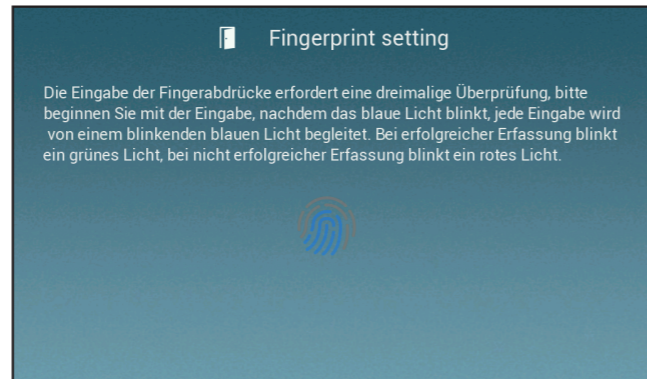 Fingerprint setting
Die Eingabe der Fingerabdrücke erfordert eine dreimalige Überprüfung, bitte
beginnen Sie mit der Eingabe, nachdem das blaue Licht blinkt, jede Eingabe wird
von einem blinkenden blauen Licht begleitet. Bei erfolgreicher Erfassung blinkt
ein grünes Licht, bei nicht erfolgreicher Erfassung blinkt ein rotes Licht.